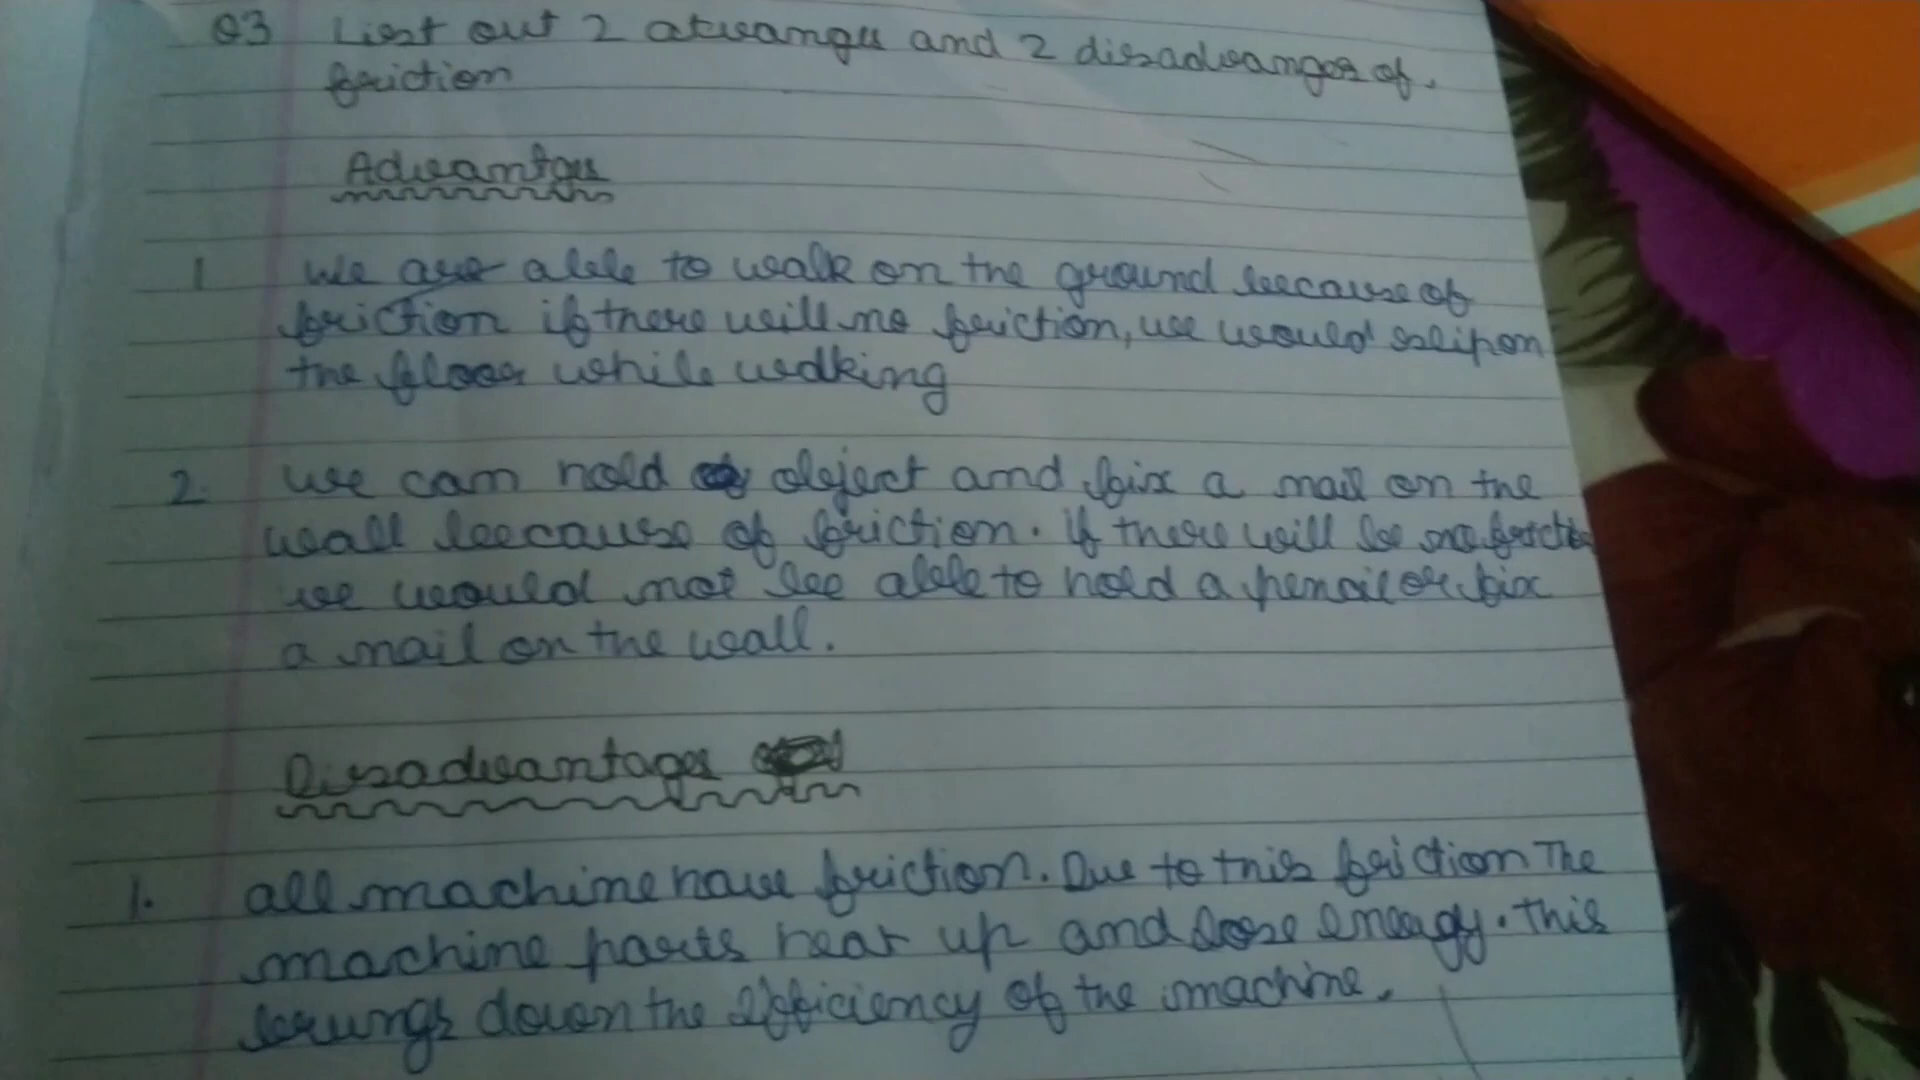 Q3 List out 2 atvangu and 2 disadvanges of.
friction
Advantges
1 We are able to walk on the ground because of
friction if there will no friction, we would slip on
the floor while walking
2. we can hold object and fix a nail on the
wall because of friction. if there will be no friction
we would not be able to hold a pencil or fix
a nail on the wall.
Disadvantages
1. all machine have friction. Due to this friction The
machine parts heat up and lose energy. This
brungs down the efficiency of the machine.